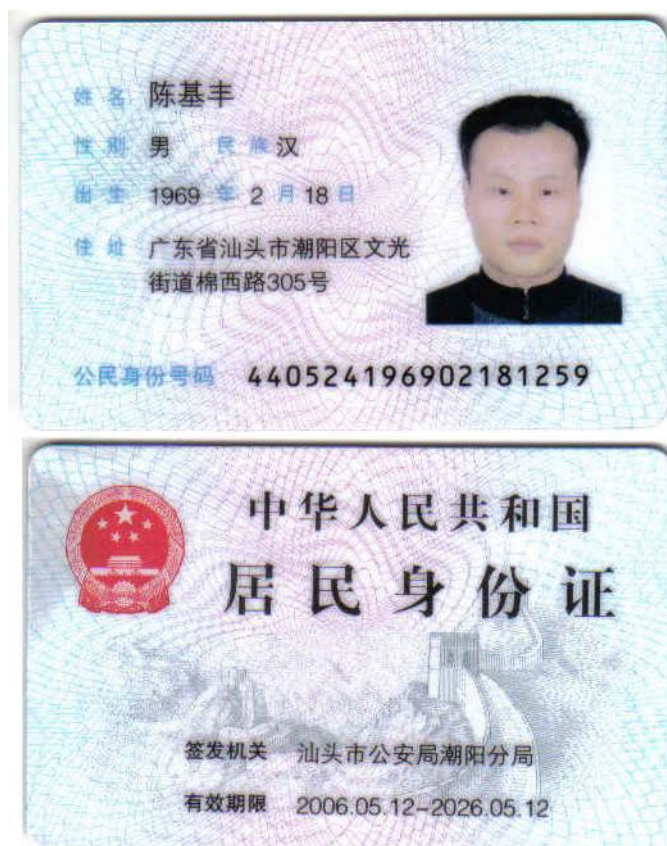 姓名 陈基丰
性别 男 民族 汉
出生 1969 年 2 月 18 日
住址 广东省汕头市潮阳区文光
街道棉西路305号
公民身份号码 440524196902181259
中华人民共和国
居民身份证
签发机关 汕头市公安局潮阳分局
有效期限 2006.05.12-2026.05.12